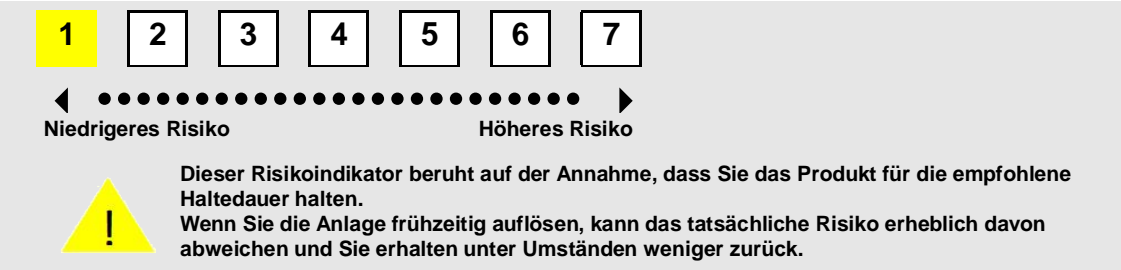 1 2 3 4 5 6 7
Niedrigeres Risiko Höheres Risiko
Dieser Risikoindikator beruht auf der Annahme, dass Sie das Produkt für die empfohlene
Haltedauer halten.
Wenn Sie die Anlage frühzeitig auflösen, kann das tatsächliche Risiko erheblich davon
abweichen und Sie erhalten unter Umständen weniger zurück.
!